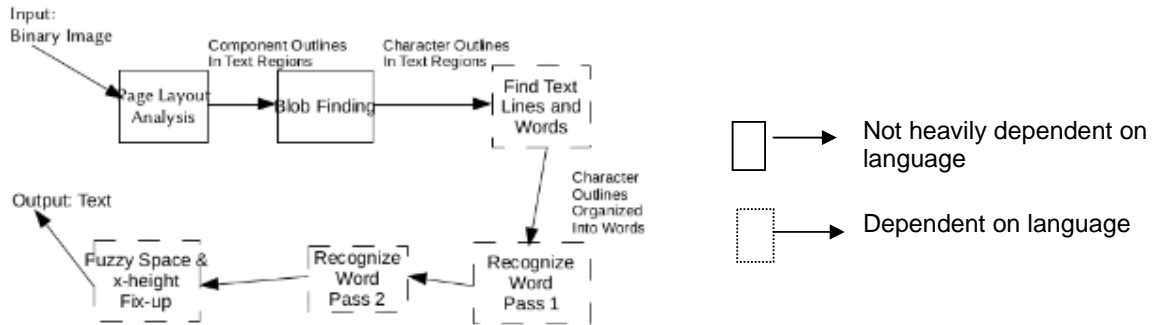 Input:
Binary Image
Component Outlines
In Text Regions
Character Outlines
In Text Regions
Page Layout
Analysis
Blob Finding
Find Text
Lines and
Words
Character
Outlines
Organized
Into Words
Recognize
Word
Pass 1
Recognize
Word
Pass 2
Fuzzy Space &
x-height
Fix-up
Output: Text
Not heavily dependent on
language
Dependent on language